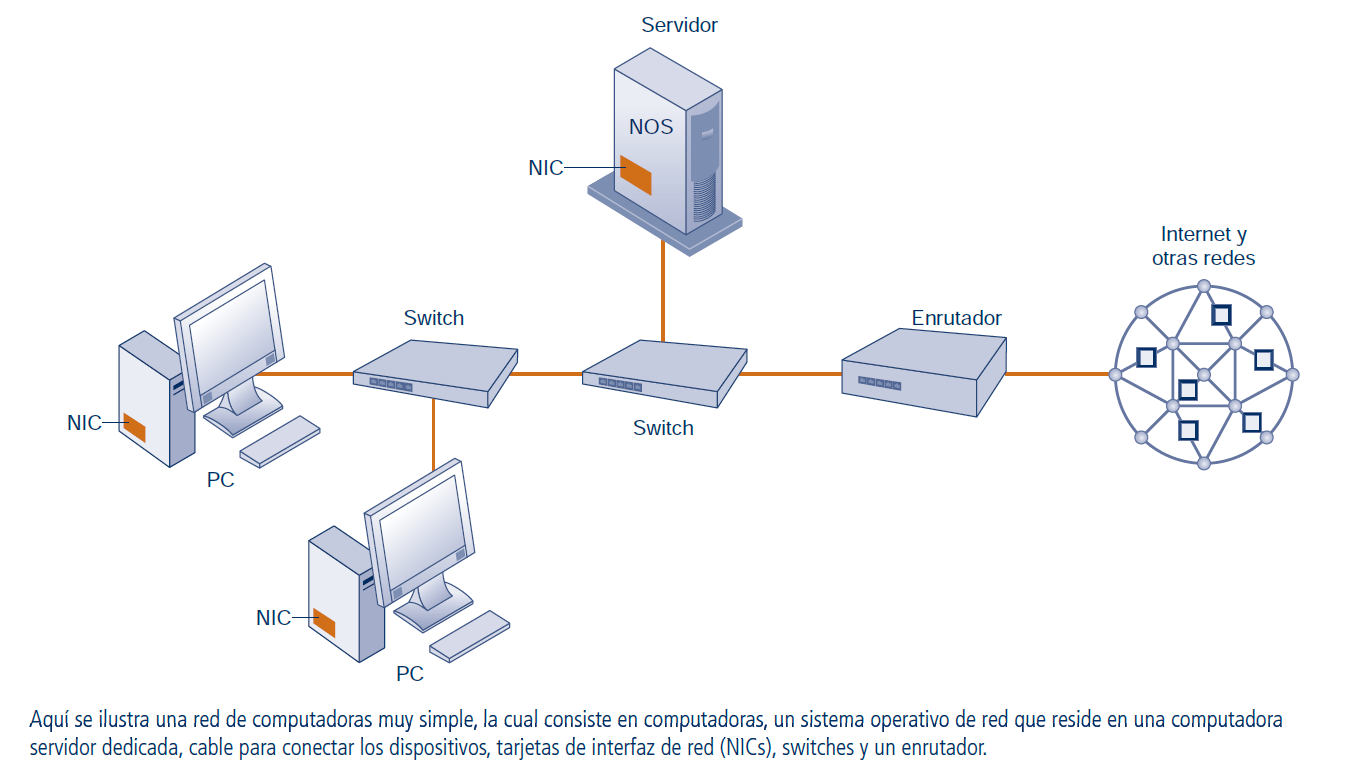 Servidor
NOS
NIC
Internet y
otras redes
Switch
Enrutador
Switch
NIC
PC
NIC
PC
Aquí se ilustra una red de computadoras muy simple, la cual consiste en computadoras, un sistema operativo de red que reside en una computadora
servidor dedicada, cable para conectar los dispositivos, tarjetas de interfaz de red (NICs), switches y un enrutador.